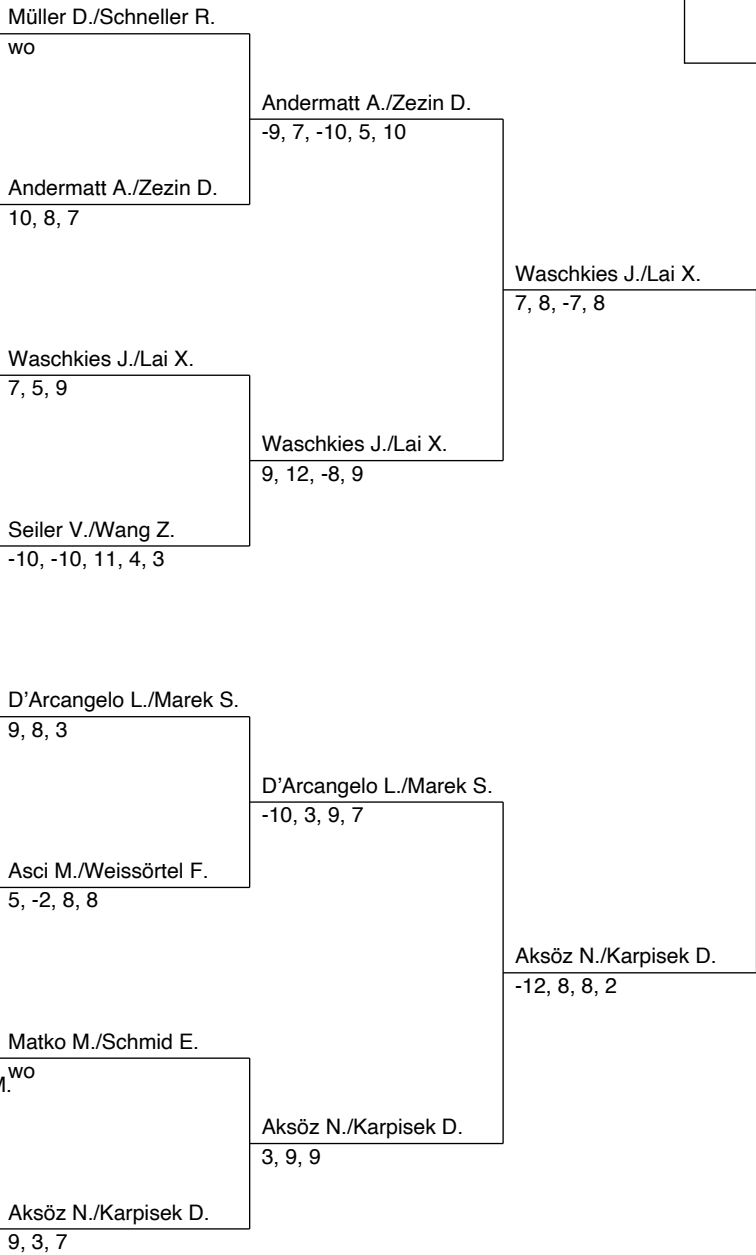 Müller D./Schneller R.
wo
Andermatt A./Zezin D.
-9, 7, -10, 5, 10
Andermatt A./Zezin D.
10, 8, 7
Waschkies J./Lai X.
7, 8, -7, 8
Waschkies J./Lai X.
7, 5, 9
Waschkies J./Lai X.
9, 12, -8, 9
Seiler V./Wang Z.
-10, -10, 11, 4, 3
D'Arcangelo L./Marek S.
9, 8, 3
D'Arcangelo L./Marek S.
-10, 3, 9, 7
Asci M./Weissörtel F.
5, -2, 8, 8
Aksöz N./Karpisek D.
-12, 8, 8, 2
Matko M./Schmid E.
wo
M.
Aksöz N./Karpisek D.
3, 9, 9
Aksöz N./Karpisek D.
9, 3, 7